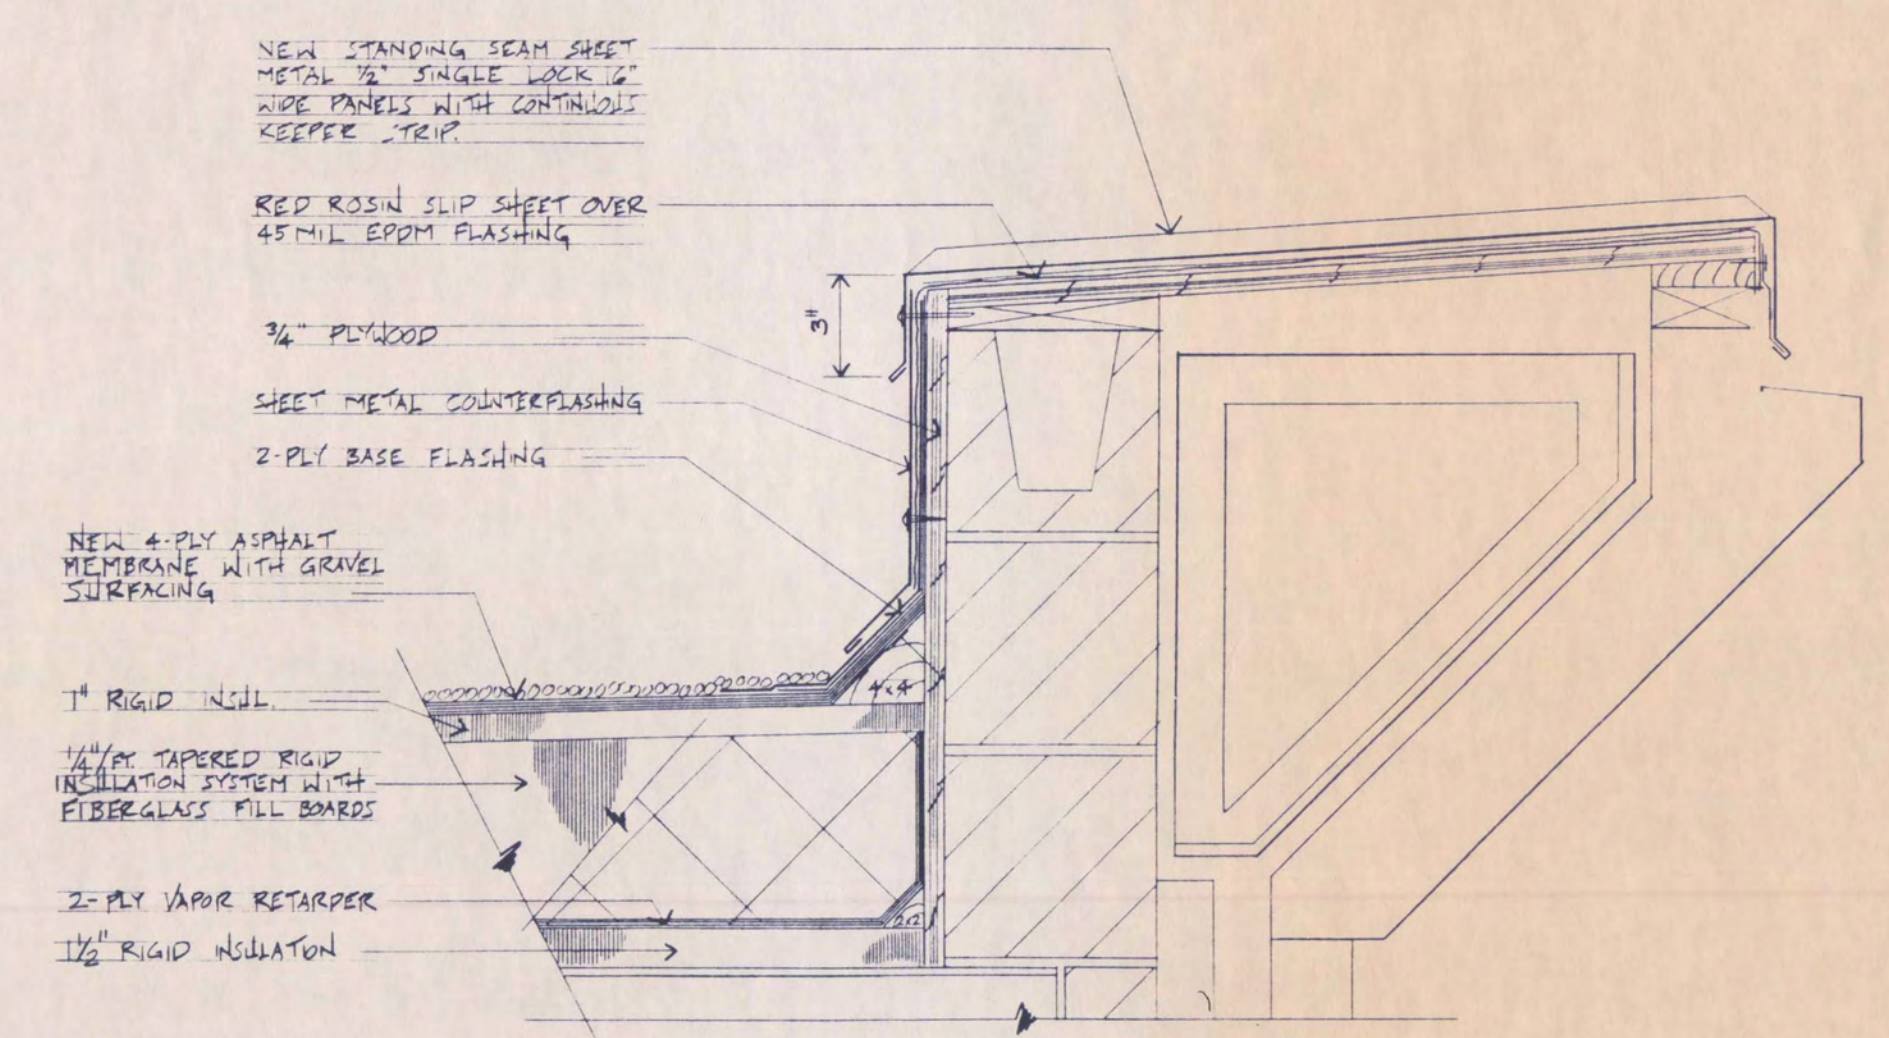 NEW STANDING SEAM SHEET
METAL 1/2" SINGLE LOCK 16"
WIDE PANELS WITH CONTINUOUS
KEEPER STRIP.
RED ROSIN SLIP SHEET OVER
45 MIL EPDM FLASHING
3"
3/4" PLYWOOD
SHEET METAL COUNTERFLASHING
2-PLY BASE FLASHING
NEW 4-PLY ASPHALT
MEMBRANE WITH GRAVEL
SURFACING
4x4
1" RIGID INSUL.
1/4"/FT. TAPERED RIGID
INSULATION SYSTEM WITH
FIBERGLASS FILL BOARDS
2-PLY VAPOR RETARDER
2x2
1 1/2" RIGID INSULATION